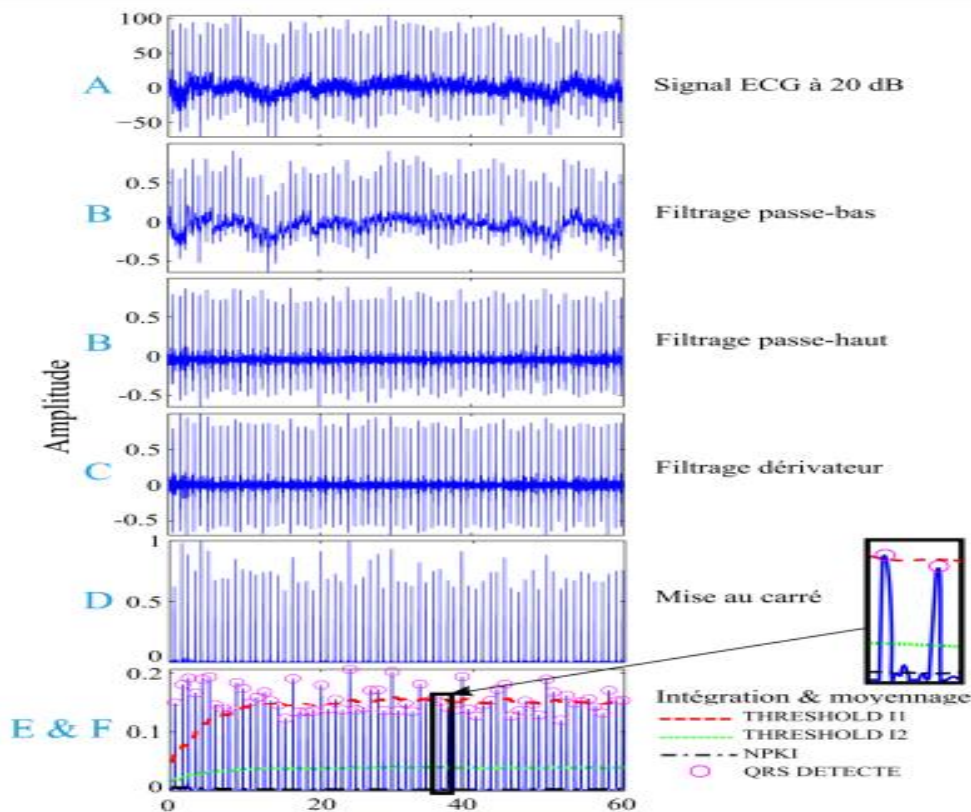 100
50
0
−50
A
Signal ECG à 20 dB
0.5
0
-0.5
B
Filtrage passe-bas
0.5
0
-0.5
B
Filtrage passe-haut
Amplitude
0.5
0
-0.5
C
Filtrage dérivateur
1
0.5
0
D
Mise au carré
0.2
0.1
0
E & F
Intégration & moyennage
THRESHOLD I1
THRESHOLD I2
NPKI
QRS DETECTE
0 20 40 60